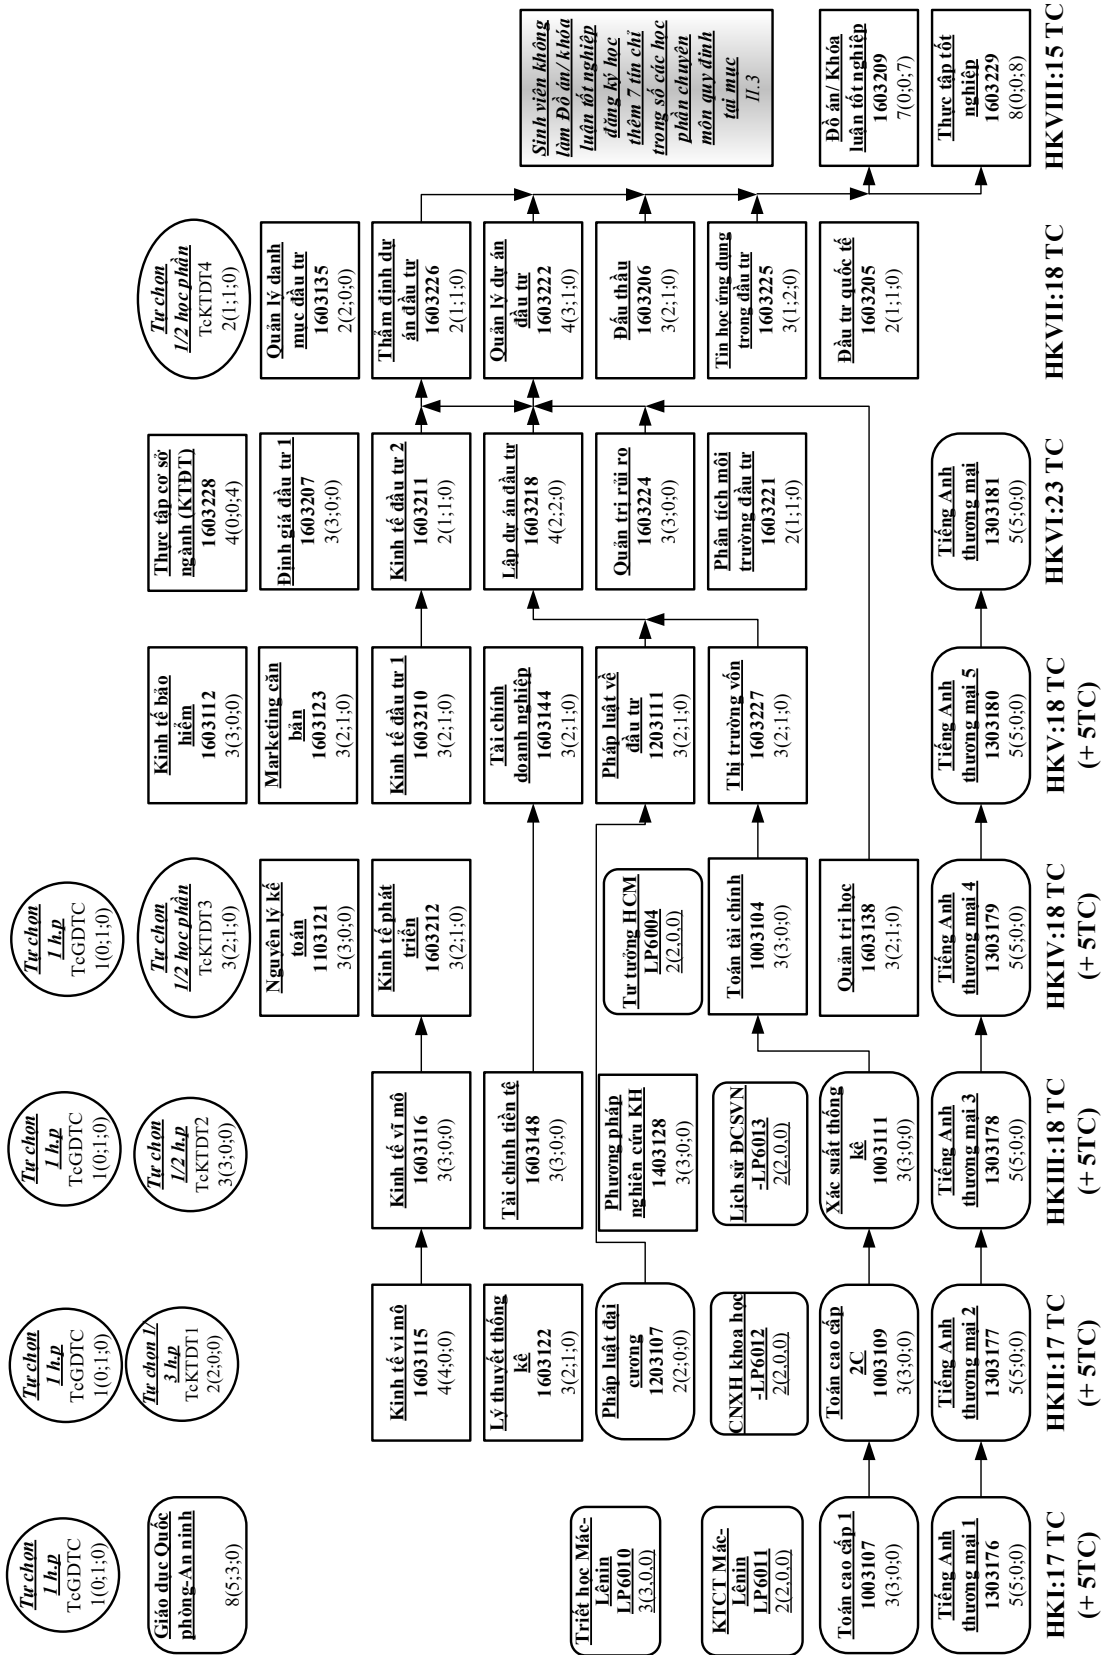 Tự chọn
1 h.p
TcGDTC
1(0;1;0)
Giáo dục Quốc
phòng-An ninh
8(5;3;0)
Triết học Mác-
Lênin
LP6010
3(3,0,0)
KTCT Mác-
Lênin
LP6011
2(2,0,0)
Toán cao cấp 1
1003107
3(3;0;0)
Tiếng Anh
thương mại 1
1303176
5(5;0;0)
HKI:17 TC
(+ 5TC)
Tự chọn
1 h.p
TcGDTC
1(0;1;0)
Tự chọn 1/
3 h.p
TcKTDT1
2(2;0;0)
Kinh tế vi mô
1603115
4(4;0;0)
Lý thuyết thống
kê
1603122
3(2;1;0)
Pháp luật đại
cương
1203107
2(2;0;0)
CNXH khoa học
-LP6012
2(2,0,0)
Toán cao cấp
2C
1003109
3(3;0;0)
Tiếng Anh
thương mại 2
1303177
5(5;0;0)
HKII:17 TC
(+ 5TC)
Tự chọn
1 h.p
TcGDTC
1(0;1;0)
Tự chọn
1/2 h.p
TcKTDT2
3(3;0;0)
Kinh tế vĩ mô
1603116
3(3;0;0)
Tài chính tiền tệ
1603148
3(3;0;0)
Phương pháp
nghiên cứu KH
1403128
3(3;0;0)
Lịch sử ĐCSVN
-LP6013
2(2,0,0)
Xác suất thống
kê
1003111
3(3;0;0)
Tiếng Anh
thương mại 3
1303178
5(5;0;0)
HKIII:18 TC
(+ 5TC)
Tự chọn
1 h.p
TcGDTC
1(0;1;0)
Tự chọn
1/2 học phần
TcKTDT3
3(2;1;0)
Nguyên lý kế
toán
1103121
3(3;0;0)
Kinh tế phát
triển
1603212
3(2;1;0)
Tư tưởng HCM
LP6004
2(2,0,0)
Toán tài chính
1003104
3(3;0;0)
Quản trị học
1603138
3(2;1;0)
Tiếng Anh
thương mại 4
1303179
5(5;0;0)
HKIV:18 TC
(+ 5TC)
Kinh tế bảo
hiểm
1603112
3(3;0;0)
Marketing căn
bản
1603123
3(2;1;0)
Kinh tế đầu tư 1
1603210
3(2;1;0)
Tài chính
doanh nghiệp
1603144
3(2;1;0)
Pháp luật về
đầu tư
1203111
3(2;1;0)
Thị trường vốn
1603227
3(2;1;0)
Tiếng Anh
thương mại 5
1303180
5(5;0;0)
HKV:18 TC
(+ 5TC)
Thực tập cơ sở
ngành (KTĐT)
1603228
4(0;0;4)
Định giá đầu tư 1
1603207
3(3;0;0)
Kinh tế đầu tư 2
1603211
2(1;1;0)
Lập dự án đầu tư
1603218
4(2;2;0)
Quản trị rủi ro
1603224
3(3;0;0)
Phân tích môi
trường đầu tư
1603221
2(1;1;0)
Tiếng Anh
thương mại
1303181
5(5;0;0)
HKVI:23 TC
Tự chọn
1/2 học phần
TcKTDT4
2(1;1;0)
Quản lý danh
mục đầu tư
1603135
2(2;0;0)
Thẩm định dự
án đầu tư
1603226
2(1;1;0)
Quản lý dự án
đầu tư
1603222
4(3;1;0)
Đấu thầu
1603206
3(2;1;0)
Tin học ứng dụng
trong đầu tư
1603225
3(1;2;0)
Đầu tư quốc tế
1603205
2(1;1;0)
HKVII:18 TC
Sinh viên không
làm Đồ án/ khóa
luận tốt nghiệp
đăng ký học
thêm 7 tín chỉ
trong số các học
phần chuyên
môn quy định
tại mục
II.3
Đồ án/ Khóa
luận tốt nghiệp
1603209
7(0;0;7)
Thực tập tốt
nghiệp
1603229
8(0;0;8)
HKVIII:15 TC